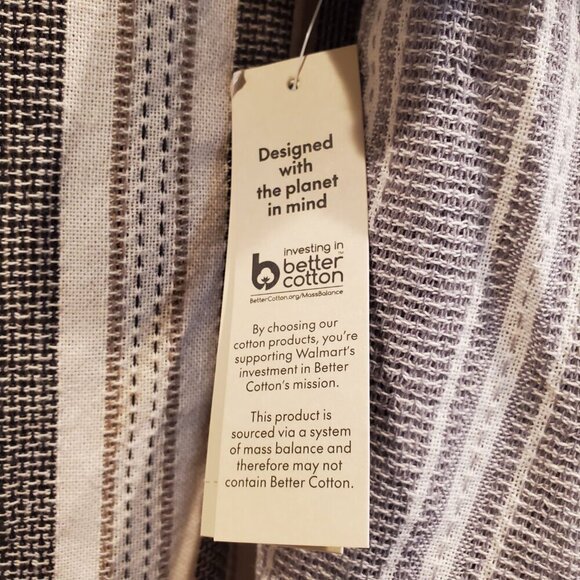 Designed
with
the planet
in mind
investing in
better™
cotton
BetterCotton.org/MassBalance
By choosing our
cotton products, you're
supporting Walmart's
investment in Better
Cotton's mission.
This product is
sourced via a system
of mass balance and
therefore may not
contain Better Cotton.